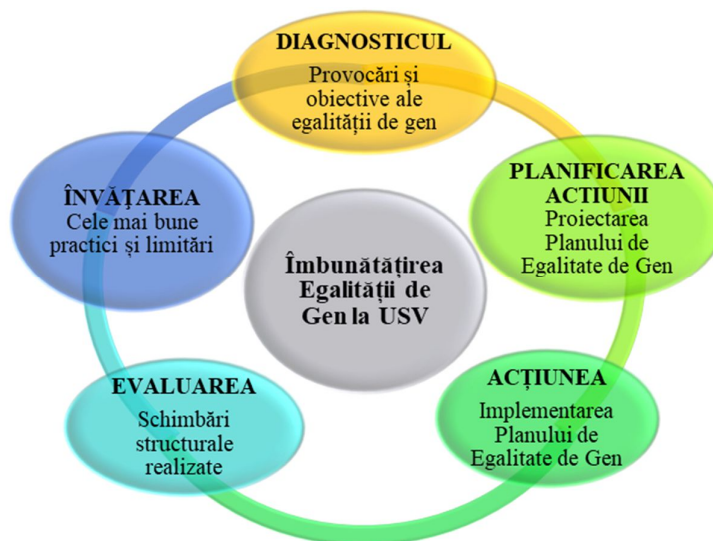 DIAGNOSTICUL
Provocări și
obiective ale
egalității de gen
PLANIFICAREA
ACTIUNII
Proiectarea
Planului de
Egalitate de Gen
ACȚIUNEA
Implementarea
Planului de
Egalitate de Gen
EVALUAREA
Schimbări
structurale
realizate
ÎNVĂŢAREA
Cele mai bune
practici și limitări
Îmbunătățirea
Egalității de
Gen la USV